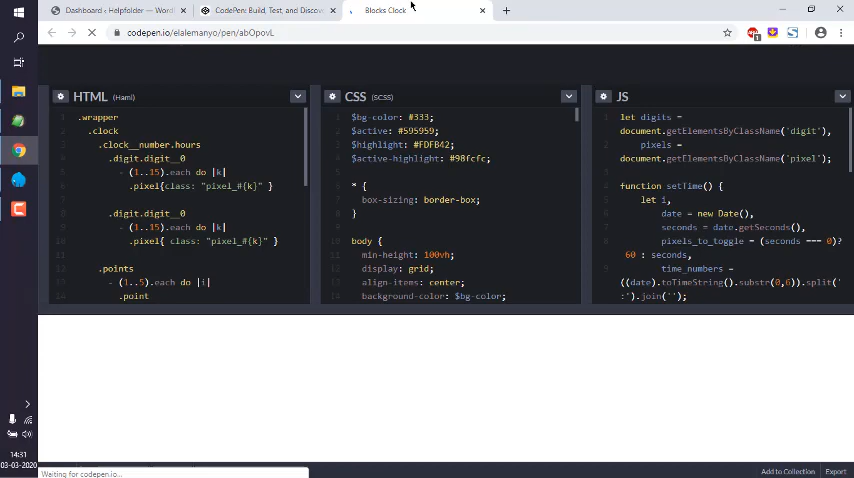 Dashboard ‹ Helpfolder — Word
CodePen: Build, Test, and Discov
Blocks Clock
codepen.io/elalemanyo/pen/abOpovL
1
HTML (Haml)
1 .wrapper
2 .clock
3 .clock__number.hours
4 .digit.digit__0
5 - (1..15).each do |k|
6 .pixel{class: "pixel_#{k}" }
7
8 .digit.digit__0
9 - (1..15).each do |k|
10 .pixel{ class: "pixel_#{k}" }
11
12 .points
13 - (1..5).each do |i|
14 .point
CSS (SCSS)
1 $bg-color: #333;
2 $active: #595959;
3 $highlight: #FDFB42;
4 $active-highlight: #98fcfc;
5
6 * {
7 box-sizing: border-box;
8 }
9
10 body {
11 min-height: 100vh;
12 display: grid;
13 align-items: center;
14 background-color: $bg-color;
JS
1 let digits =
document.getElementsByClassName('digit'),
2 pixels =
document.getElementsByClassName('pixel');
3
4 function setTime() {
5 let i,
6 date = new Date(),
7 seconds = date.getSeconds(),
8 pixels_to_toggle = (seconds === 0)?
60 : seconds,
9 time_numbers =
((date).toTimeString().substr(0,6)).split('
:').join('');
14:31
03-03-2020
Waiting for codepen.io...
Add to Collection
Export